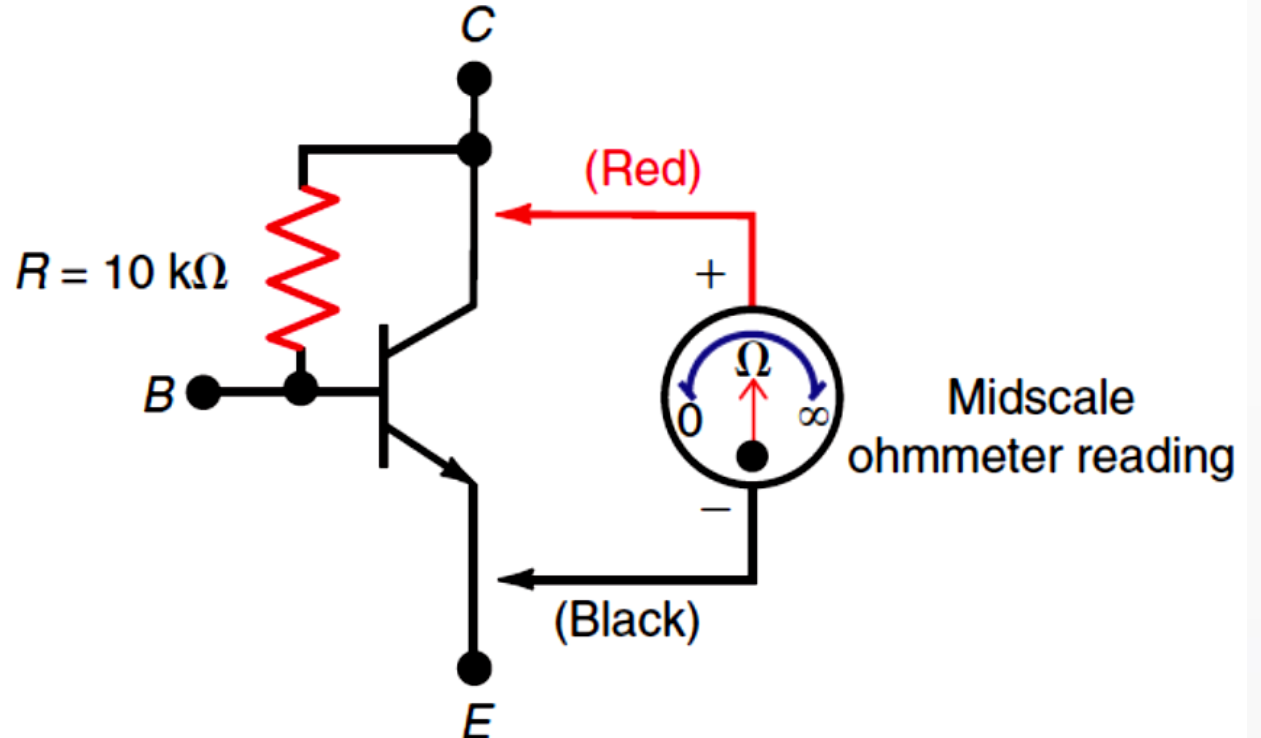 C
(Red)
R = 10 kΩ
+
Ω
B
0
∞
Midscale
ohmmeter reading
−
(Black)
E